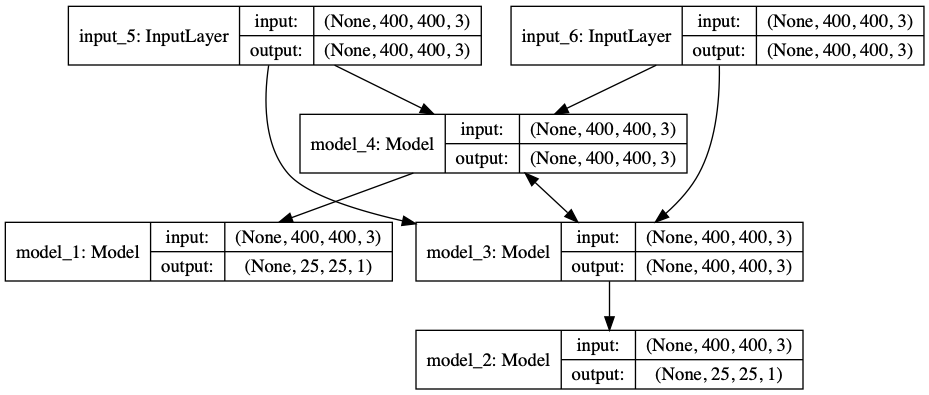 input_5: InputLayer
input:
(None, 400, 400, 3)
output:
(None, 400, 400, 3)
input_6: InputLayer
input:
(None, 400, 400, 3)
output:
(None, 400, 400, 3)
model_4: Model
input:
(None, 400, 400, 3)
output:
(None, 400, 400, 3)
model_1: Model
input:
(None, 400, 400, 3)
output:
(None, 25, 25, 1)
model_3: Model
input:
(None, 400, 400, 3)
output:
(None, 400, 400, 3)
model_2: Model
input:
(None, 400, 400, 3)
output:
(None, 25, 25, 1)